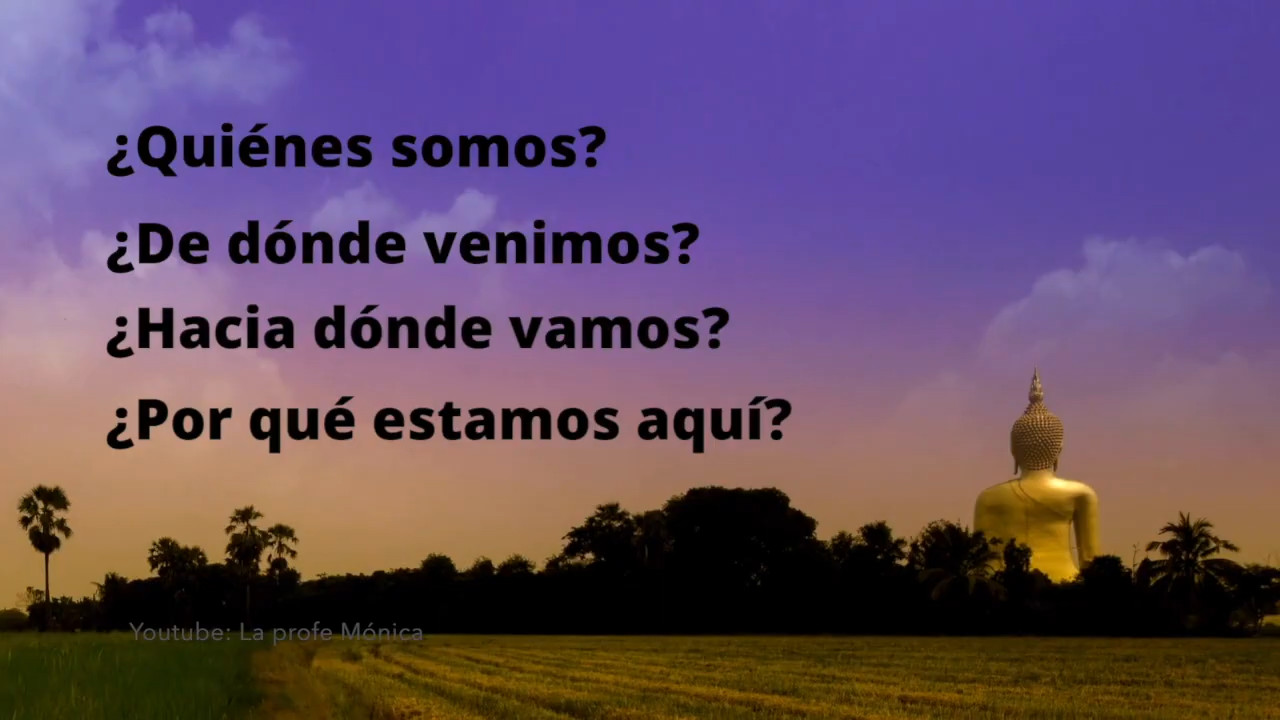 ¿Quiénes somos?
¿De dónde venimos?
¿Hacia dónde vamos?
¿Por qué estamos aquí?
Youtube: La profe Mónica